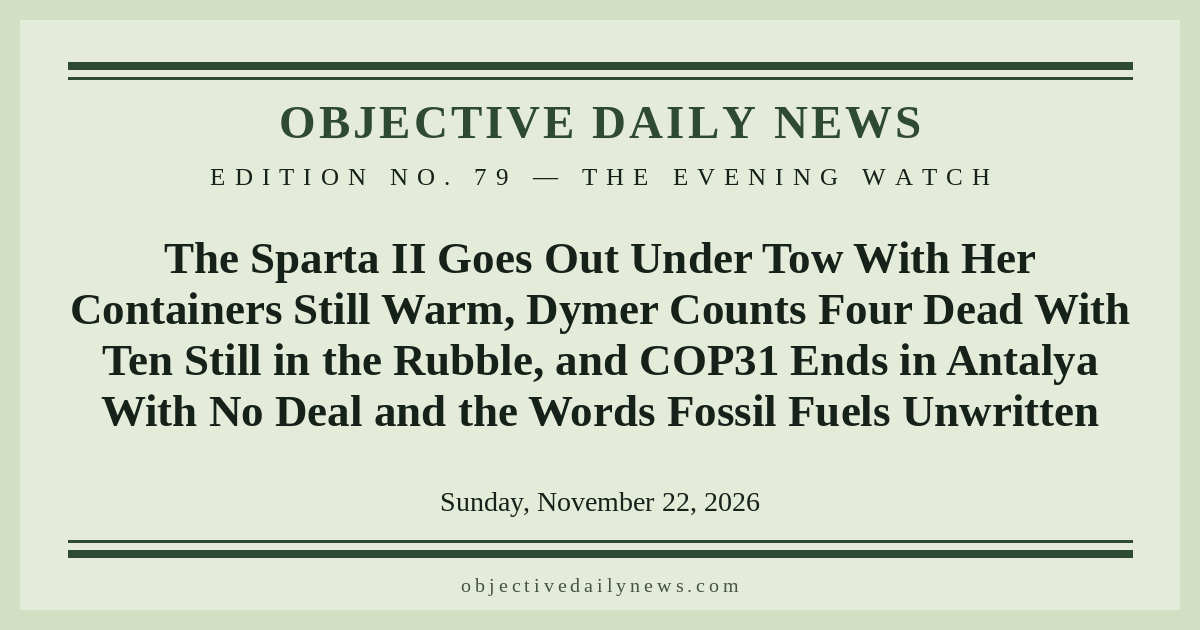 OBJECTIVE DAILY NEWS
EDITION NO. 79 — THE EVENING WATCH
The Sparta II Goes Out Under Tow With Her
Containers Still Warm, Dymer Counts Four Dead With
Ten Still in the Rubble, and COP31 Ends in Antalya
With No Deal and the Words Fossil Fuels Unwritten
Sunday, November 22, 2026
objectivedailynews.com